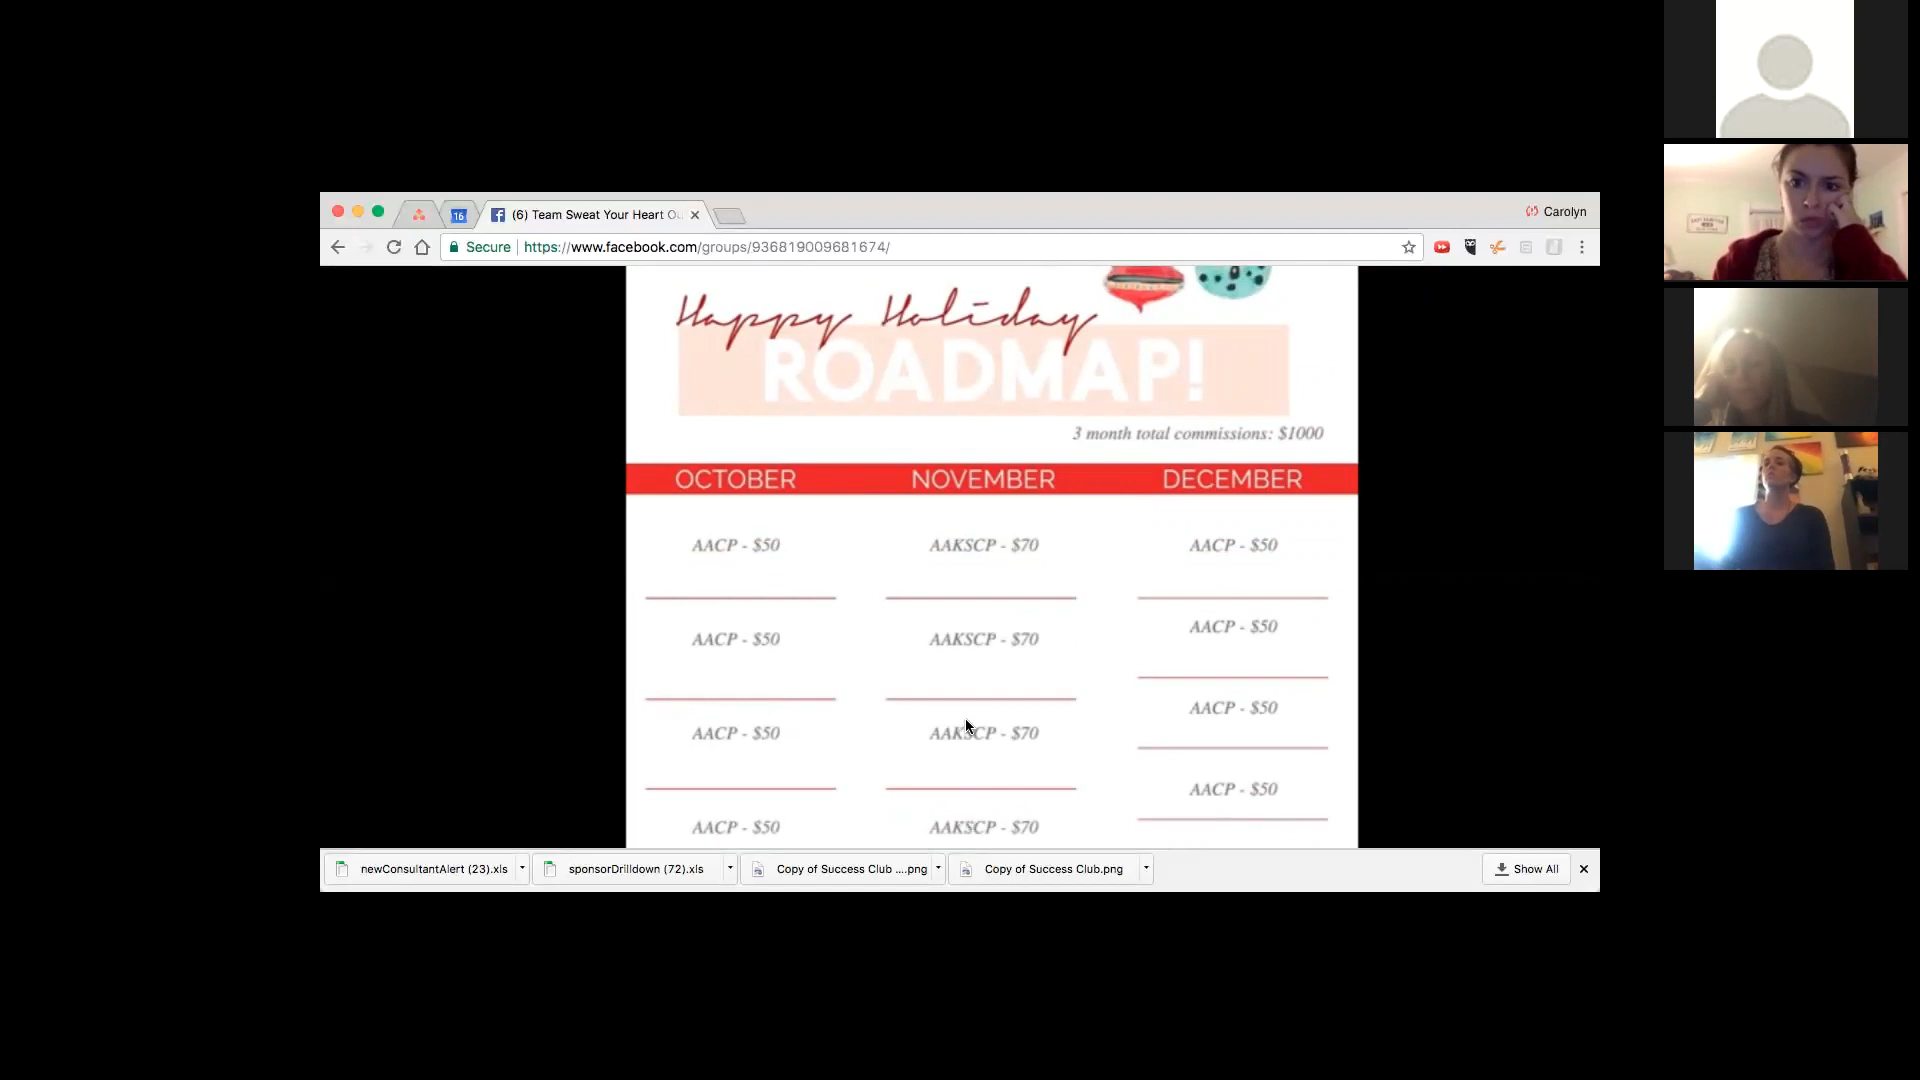 (6) Team Sweat Your Heart Ou
Carolyn
16
Secure https://www.facebook.com/groups/936819009681674/
Happy Holiday
ROADMAP!
3 month total commissions: $1000
OCTOBER NOVEMBER DECEMBER
AACP - $50 AAKSCP - $70 AACP - $50
AACP - $50 AAKSCP - $70 AACP - $50
AACP - $50 AAKSCP - $70 AACP - $50
AACP - $50 AAKSCP - $70 AACP - $50
newConsultantAlert (23).xls sponsorDrilldown (72).xls Copy of Success Club ....png Copy of Success Club.png Show All